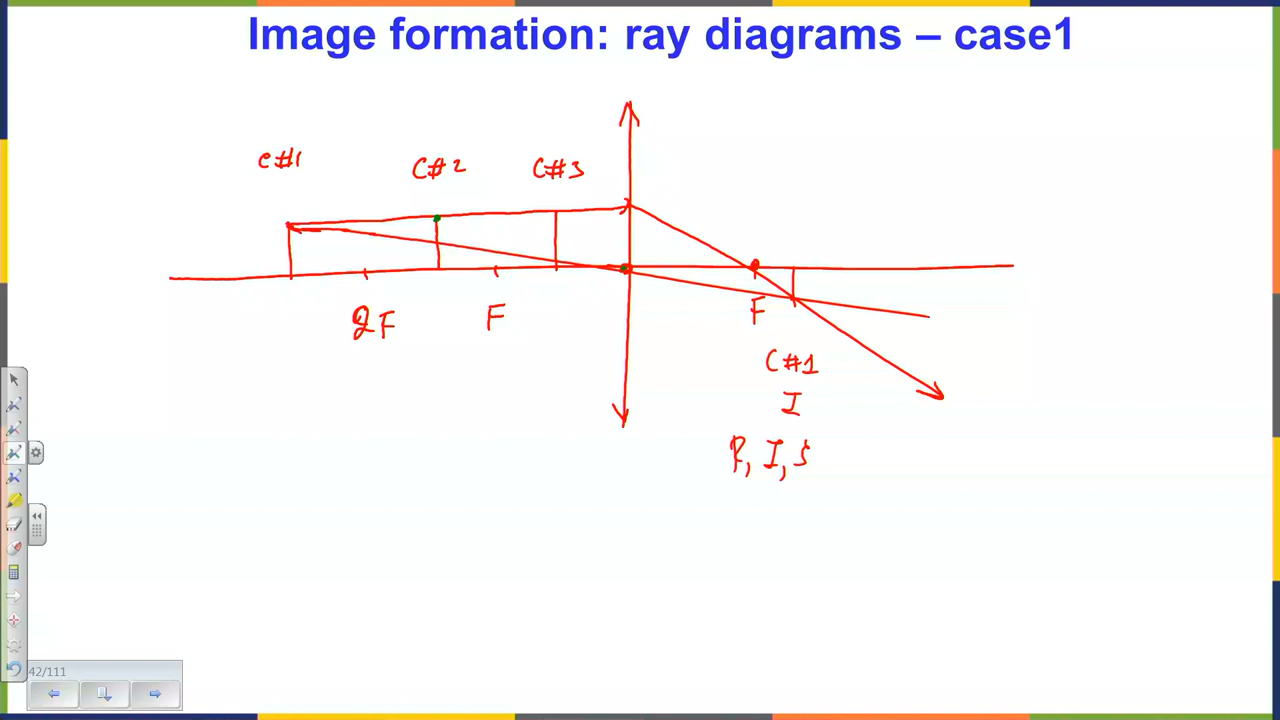 Image formation: ray diagrams – case1
C#1
C#2
C#3
2F
F
F
C#1
I
R, I, S
42/111